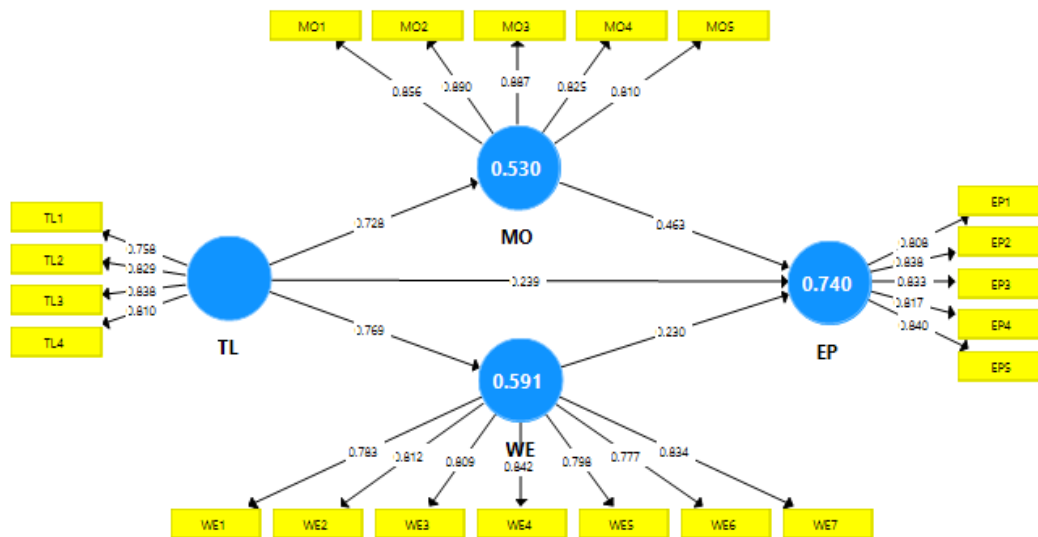 MO1 MO2 MO3 MO4 MO5
0.856 0.890 0.887 0.825 0.810
0.530
MO
TL1
TL2
TL3
TL4
0.758
0.829
0.838
0.810
TL
0.728
0.239
0.769
0.463
0.230
0.740
EP
0.808
0.838
0.833
0.817
0.840
EP1
EP2
EP3
EP4
EP5
0.591
WE
0.783 0.812 0.809 0.842 0.798 0.777 0.834
WE1 WE2 WE3 WE4 WE5 WE6 WE7